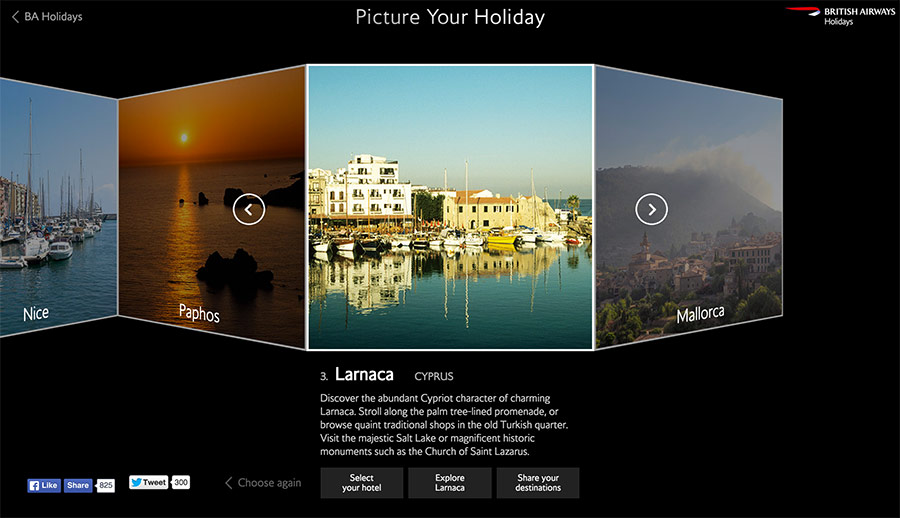 BA Holidays
Picture Your Holiday
BRITISH AIRWAYS
Holidays
Nice
Paphos
Mallorca
3. Larnaca CYPRUS
Discover the abundant Cypriot character of charming
Larnaca. Stroll along the palm tree-lined promenade, or
browse quaint traditional shops in the old Turkish quarter.
Visit the majestic Salt Lake or magnificent historic
monuments such as the Church of Saint Lazarus.
Like Share 825
Tweet 300
Choose again
Select
your hotel
Explore
Larnaca
Share your
destinations